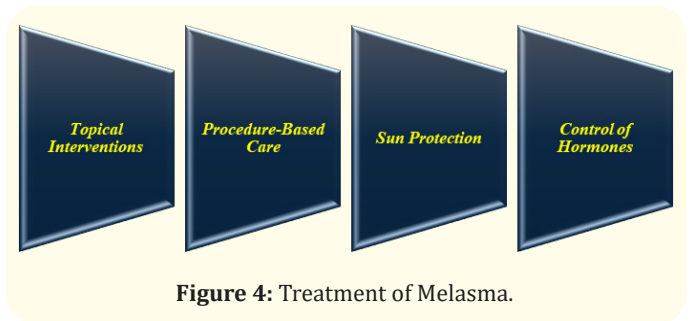 Topical
Interventions
Procedure-Based
Care
Sun Protection
Control of
Hormones
Figure 4: Treatment of Melasma.